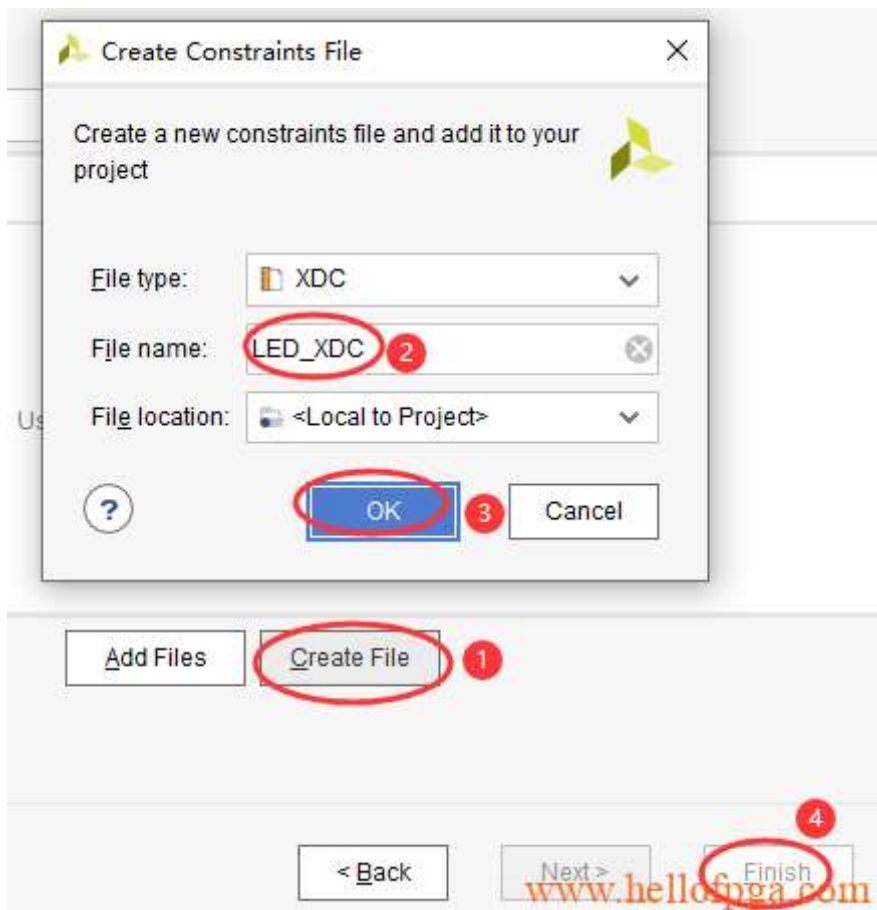 Create Constraints File
Create a new constraints file and add it to your
project
File type:
XDC
File name:
LED_XDC
2
Us
File location:
<Local to Project>
?
OK
3
Cancel
Add Files
Create File
1
4
< Back
Next >
Finish
www.hellofpga.com